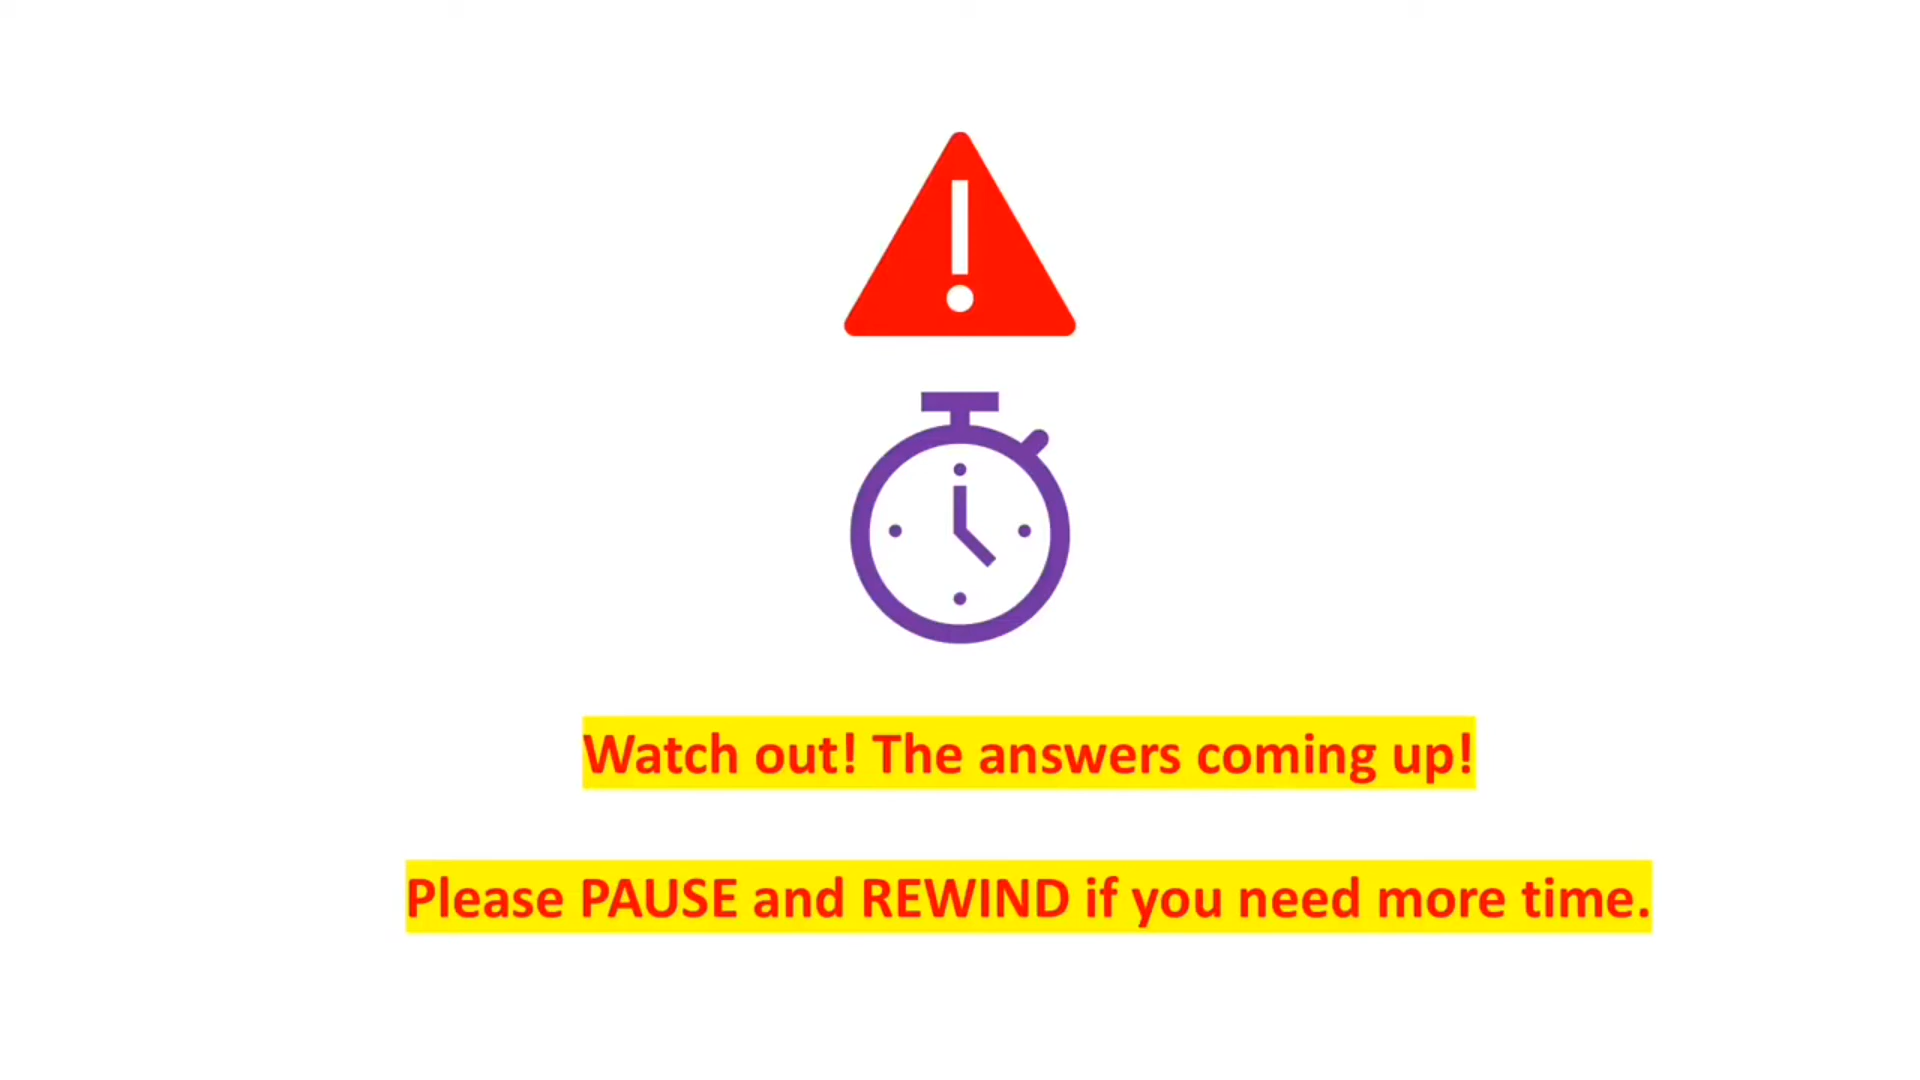 Watch out! The answers coming up!
Please PAUSE and REWIND if you need more time.